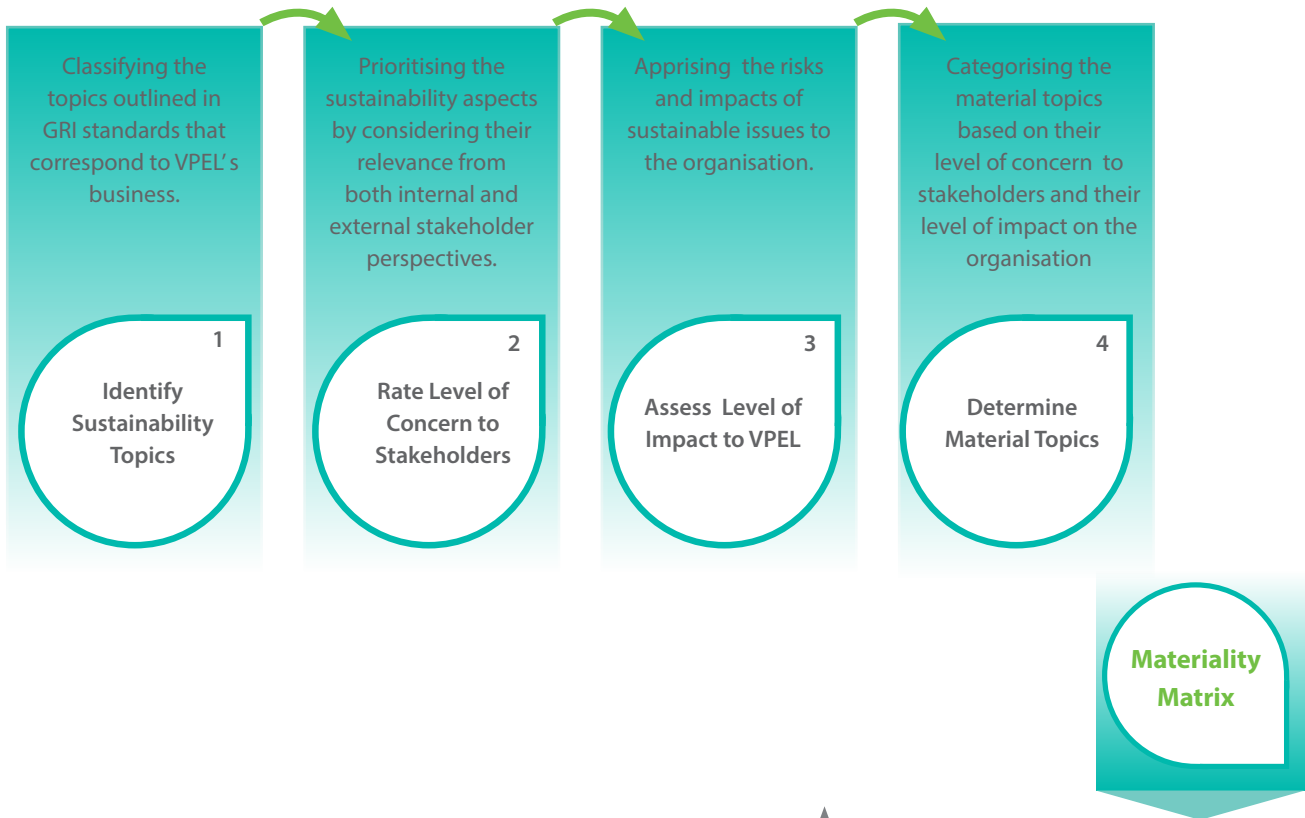 Classifying the
topics outlined in
GRI standards that
correspond to VPEL's
business.
1
Identify
Sustainability
Topics
Prioritising the
sustainability aspects
by considering their
relevance from
both internal and
external stakeholder
perspectives.
2
Rate Level of
Concern to
Stakeholders
Apprising the risks
and impacts of
sustainable issues to
the organisation.
3
Assess Level of
Impact to VPEL
Categorising the
material topics
based on their
level of concern to
stakeholders and their
level of impact on the
organisation
4
Determine
Material Topics
Materiality
Matrix